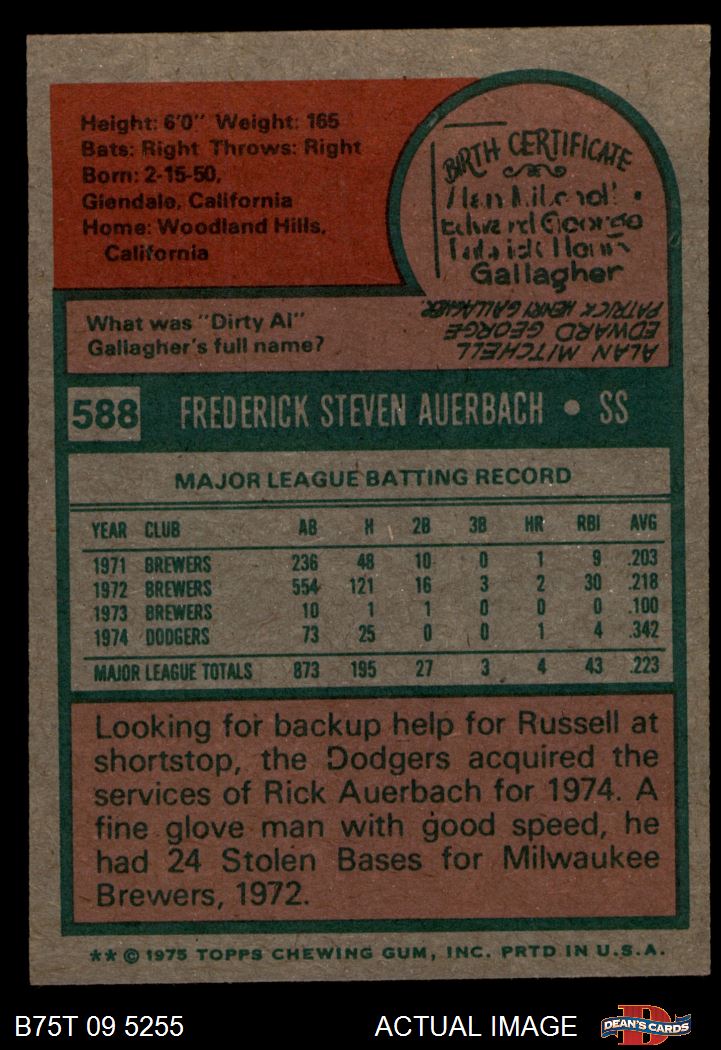 Height: 6'0" Weight: 165
Bats: Right Throws: Right
Born: 2-15-50,
Glendale, California
Home: Woodland Hills,
California
BIRTH CERTIFICATE
Gallagher
What was "Dirty Al"
Gallagher's full name?
ALAN MITCHELL
EDWARD GEORGE
PATRICK HENRY GALLAGHER.
588 FREDERICK STEVEN AUERBACH • SS
MAJOR LEAGUE BATTING RECORD
YEAR CLUB AB H 2B 3B HR RBI AVG
1971 BREWERS 236 48 10 0 1 9 .203
1972 BREWERS 554 121 16 3 2 30 .218
1973 BREWERS 10 1 1 0 0 0 .100
1974 DODGERS 73 25 0 0 1 4 .342
MAJOR LEAGUE TOTALS 873 195 27 3 4 43 .223
Looking for backup help for Russell at
shortstop, the Dodgers acquired the
services of Rick Auerbach for 1974. A
fine glove man with good speed, he
had 24 Stolen Bases for Milwaukee
Brewers, 1972.
** © 1975 TOPPS CHEWING GUM, INC. PRTD IN U.S.A.
B75T 09 5255 ACTUAL IMAGE D DEAN'S CARDS